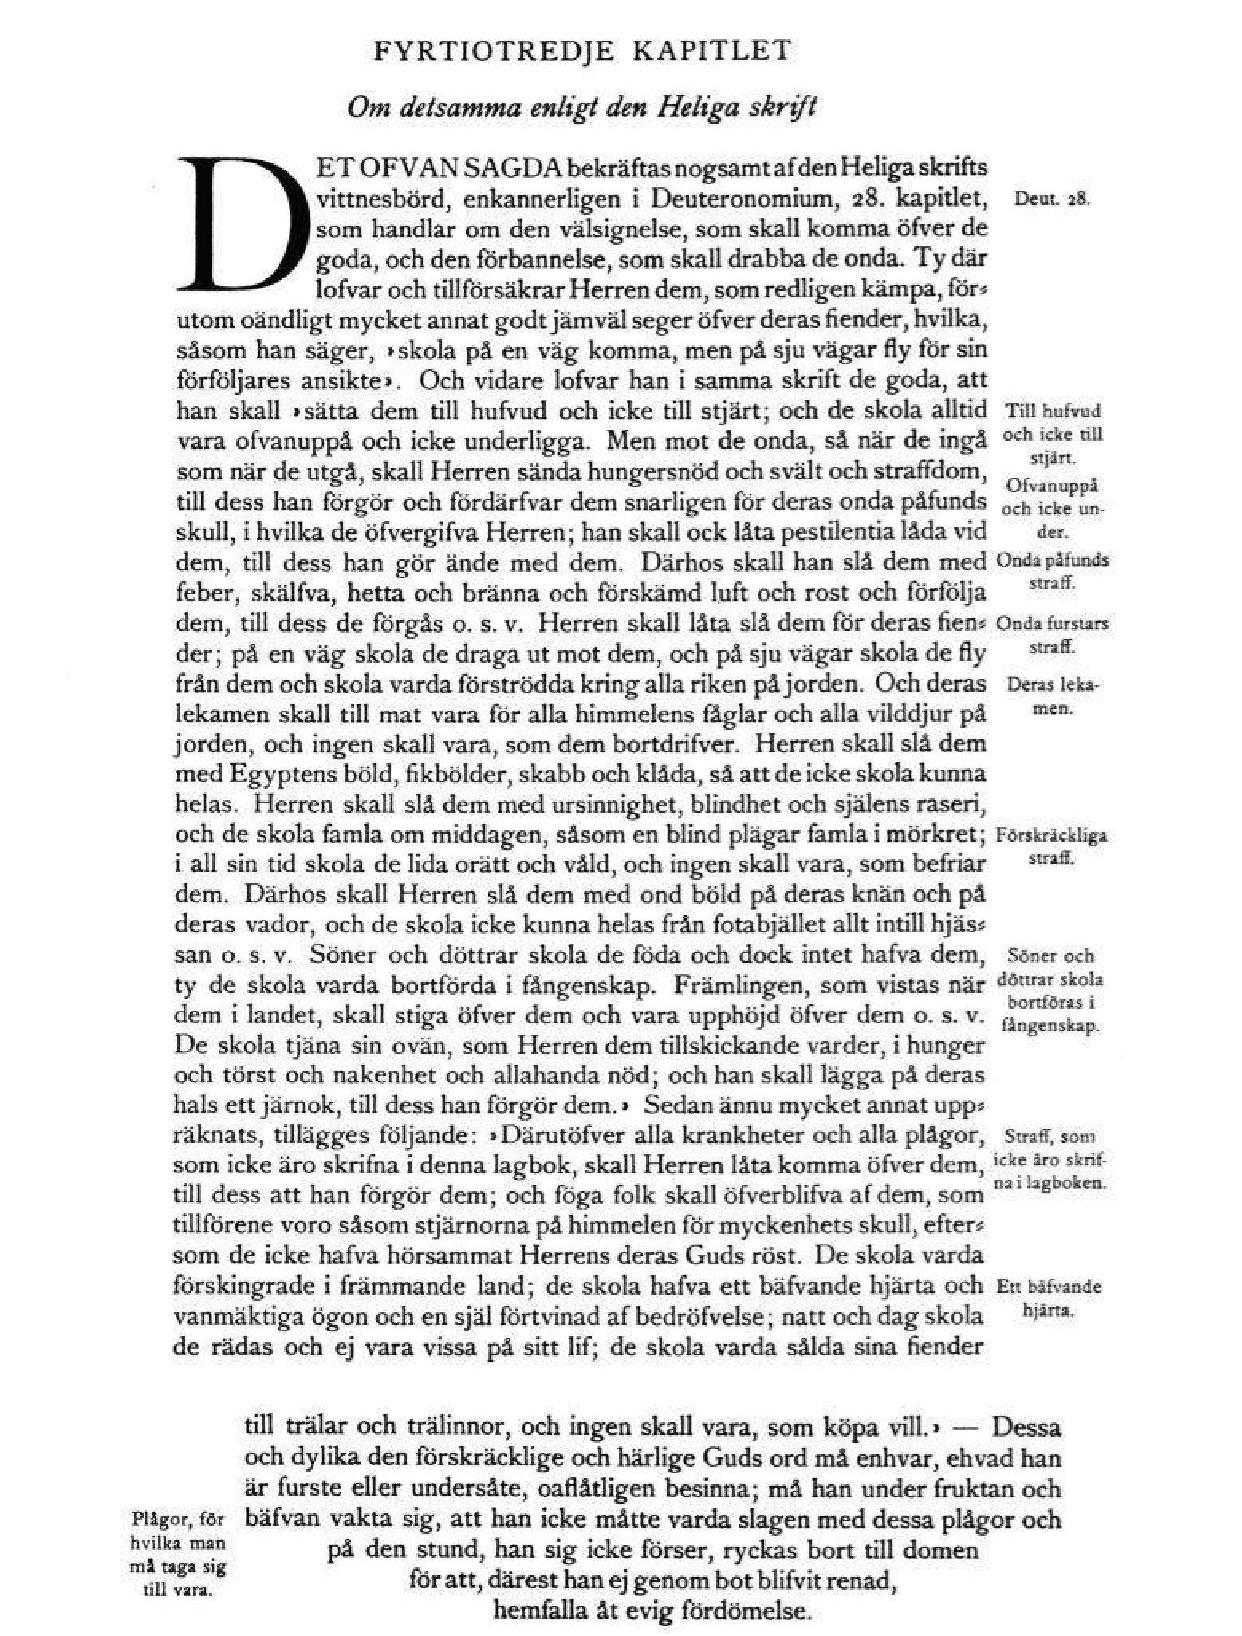 FYRTIOTREDJE KAPITLET
Om detsamma enligt den Heliga skrift
DET OFVAN SAGDA bekräftas nogsamt af den Heliga skrifts
vittnesbörd, enkannerligen i Deuteronomium, 28. kapitlet,
Deut. 28.
som handlar om den välsignelse, som skall komma öfver de
goda, och den förbannelse, som skall drabba de onda. Ty där
lofvar och tillförsäkrar Herren dem, som redligen kämpa, för⸗
utom oändligt mycket annat godt jämväl seger öfver deras fiender, hvilka,
såsom han säger, »skola på en väg komma, men på sju vägar fly för sin
förföljares ansikte». Och vidare lofvar han i samma skrift de goda, att
han skall »sätta dem till hufvud och icke till stjärt; och de skola alltid
vara ofvanuppå och icke underligga. Men mot de onda, så när de ingå
som när de utgå, skall Herren sända hungersnöd och svält och straffdom,
till dess han förgör och fördärfvar dem snarligen för deras onda påfunds
skull, i hvilka de öfvergifva Herren; han skall ock låta pestilentia låda vid
dem, till dess han gör ände med dem. Därhos skall han slå dem med
feber, skälfva, hetta och bränna och förskämd luft och rost och förfölja
dem, till dess de förgås o. s. v. Herren skall låta slå dem för deras fien⸗
der; på en väg skola de draga ut mot dem, och på sju vägar skola de fly
från dem och skola varda förströdda kring alla riken på jorden. Och deras
lekamen skall till mat vara för alla himmelens fåglar och alla vilddjur på
jorden, och ingen skall vara, som dem bortdrifver. Herren skall slå dem
med Egyptens böld, fikbölder, skabb och klåda, så att de icke skola kunna
helas. Herren skall slå dem med ursinnighet, blindhet och själens raseri,
och de skola famla om middagen, såsom en blind plägar famla i mörkret;
i all sin tid skola de lida orätt och våld, och ingen skall vara, som befriar
dem. Därhos skall Herren slå dem med ond böld på deras knän och på
deras vador, och de skola icke kunna helas från fotabjället allt intill hjäs⸗
san o. s. v. Söner och döttrar skola de föda och dock intet hafva dem,
ty de skola varda bortförda i fångenskap. Främlingen, som vistas när
dem i landet, skall stiga öfver dem och vara upphöjd öfver dem o. s. v.
De skola tjäna sin ovän, som Herren dem tillskickande varder, i hunger
och törst och nakenhet och allahanda nöd; och han skall lägga på deras
hals ett järnok, till dess han förgör dem.» Sedan ännu mycket annat upp⸗
räknats, tillägges följande: »Därutöfver alla krankheter och alla plågor,
som icke äro skrifna i denna lagbok, skall Herren låta komma öfver dem,
till dess att han förgör dem; och föga folk skall öfverblifva af dem, som
tillförene voro såsom stjärnorna på himmelen för myckenhets skull, efter⸗
som de icke hafva hörsammat Herrens deras Guds röst. De skola varda
förskingrade i främmande land; de skola hafva ett bäfvande hjärta och
vanmäktiga ögon och en själ förtvinad af bedröfvelse; natt och dag skola
de rädas och ej vara vissa på sitt lif; de skola varda sålda sina fiender
Till hufvud
och icke till
stjärt.
Ofvanuppå
och icke un-
der.
Onda påfunds
straff.
Onda furstars
straff.
Deras leka-
men.
Förskräckliga
straff.
Söner och
döttrar skola
bortföras i
fångenskap.
Straff, som
icke äro skrif-
na i lagboken.
Ett bäfvande
hjärta.
till trälar och trälinnor, och ingen skall vara, som köpa vill.» — Dessa
och dylika den förskräcklige och härlige Guds ord må enhvar, ehvad han
är furste eller undersåte, oaflåtligen besinna; må han under fruktan och
bäfvan vakta sig, att han icke måtte varda slagen med dessa plågor och
på den stund, han sig icke förser, ryckas bort till domen
för att, därest han ej genom bot blifvit renad,
hemfalla åt evig fördömelse.
Plågor, för
hvilka man
må taga sig
till vara.